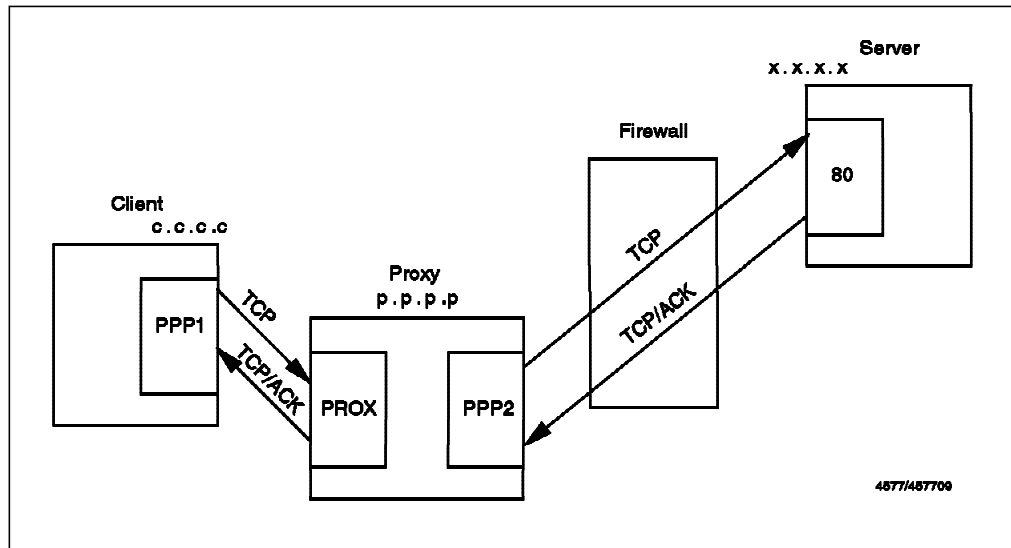 Server
x.x.x.x
Firewall
80
Client
c.c.c.c
TCP
Proxy
p.p.p.p
TCP
PPP1
TCP/ACK
TCP/ACK
PROX
PPP2
4577/457709